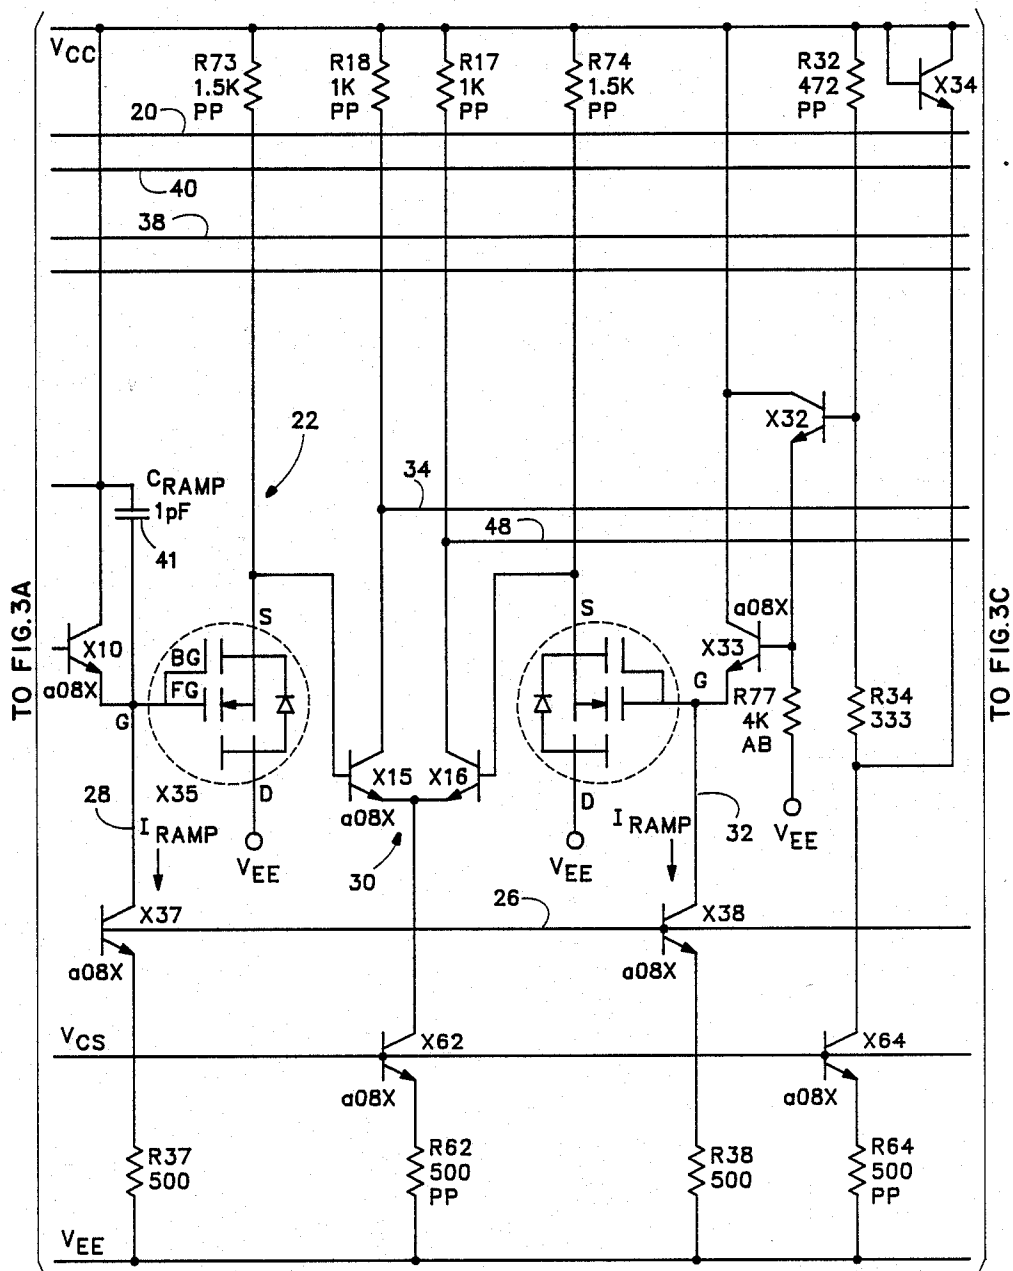 VCC
R73
1.5K
PP
R18
1K
PP
R17
1K
PP
R74
1.5K
PP
R32
472
PP
X34
20
40
38
22
X32
34
48
CRAMP
1pF
41
TO FIG.3A
TO FIG.3C
X10
a08X
G
BG
FG
S
D
X35
VEE
S
D
VEE
G
a08X
X33
R77
4K
AB
VEE
R34
333
X15
X16
a08X
30
28
IRAMP
IRAMP
32
26
X37
a08X
X38
a08X
VCS
X62
a08X
X64
a08X
R37
500
R62
500
PP
R38
500
R64
500
PP
VEE